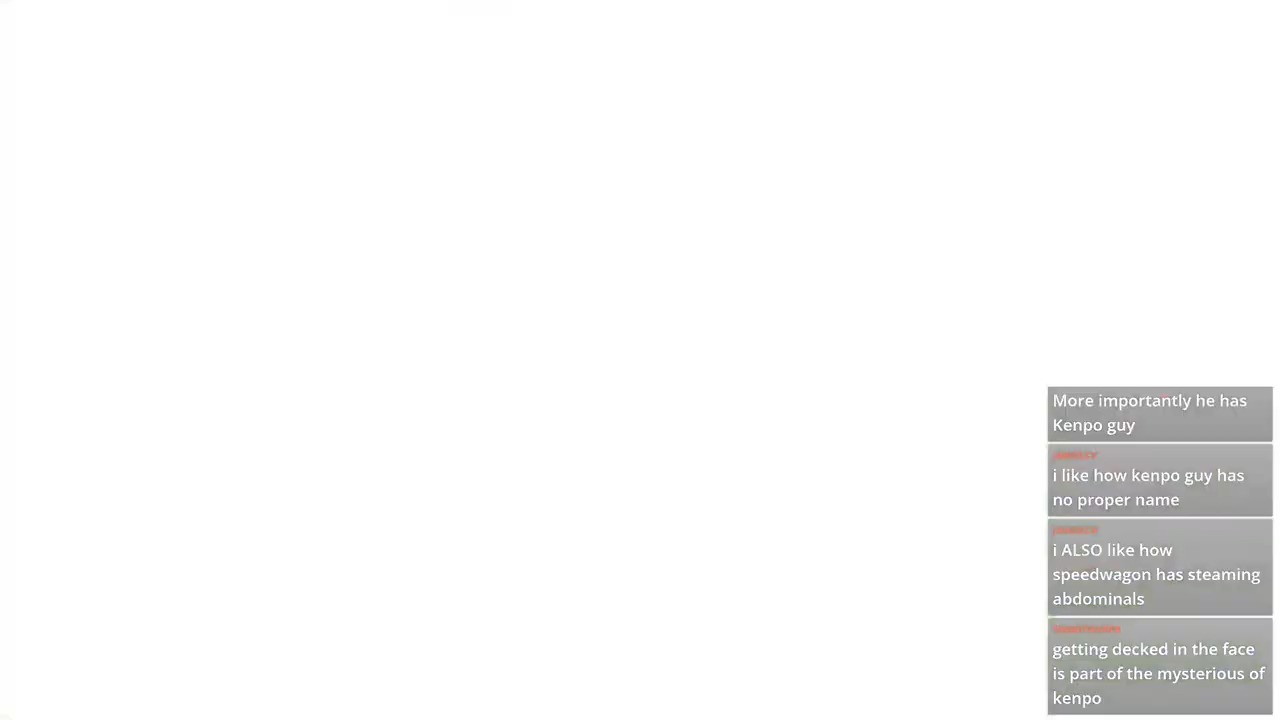 More importantly he has
Kenpo guy
i like how kenpo guy has
no proper name
i ALSO like how
speedwagon has steaming
abdominals
getting decked in the face
is part of the mysterious of
kenpo